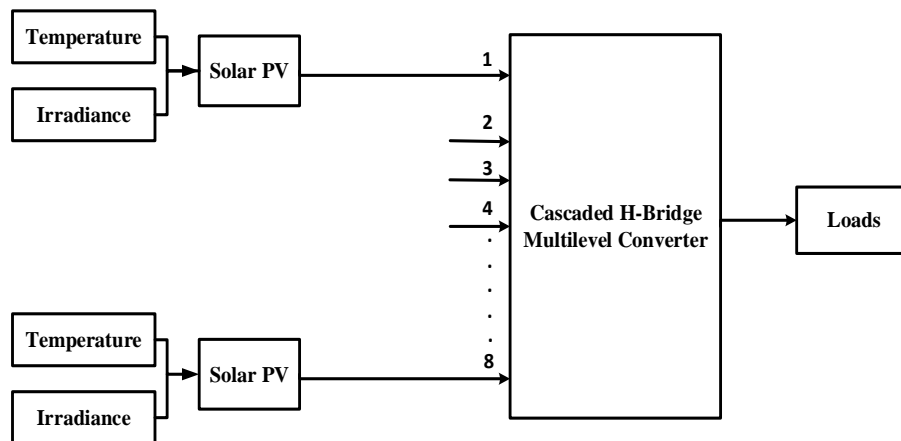 Temperature
Solar PV
Irradiance
1
2
3
4
.
.
.
.
.
8
Cascaded H-Bridge
Multilevel Converter
Loads
Temperature
Solar PV
Irradiance